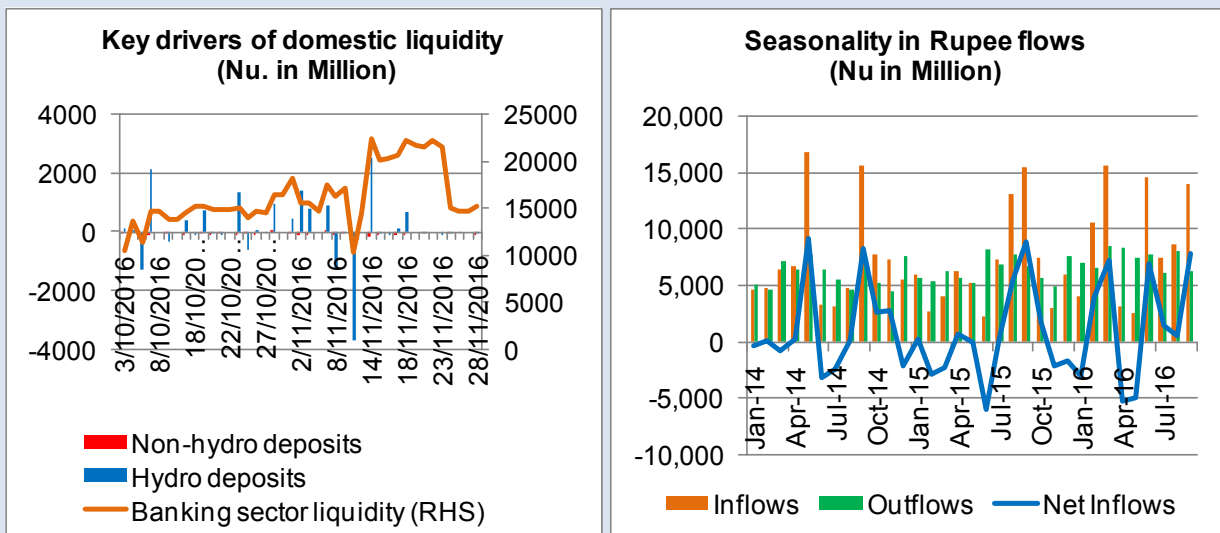 Key drivers of domestic liquidity
(Nu. in Million)
4000
2000
0
-2000
-4000
25000
20000
15000
10000
5000
0
3/10/2016
8/10/2016
18/10/20…
22/10/20…
27/10/20…
2/11/2016
8/11/2016
14/11/2016
18/11/2016
23/11/2016
28/11/2016
Non-hydro deposits
Hydro deposits
Banking sector liquidity (RHS)
Seasonality in Rupee flows
(Nu in Million)
20,000
15,000
10,000
5,000
0
-5,000
-10,000
Jan-14
Apr-14
Jul-14
Oct-14
Jan-15
Apr-15
Jul-15
Oct-15
Jan-16
Apr-16
Jul-16
Inflows
Outflows
Net Inflows